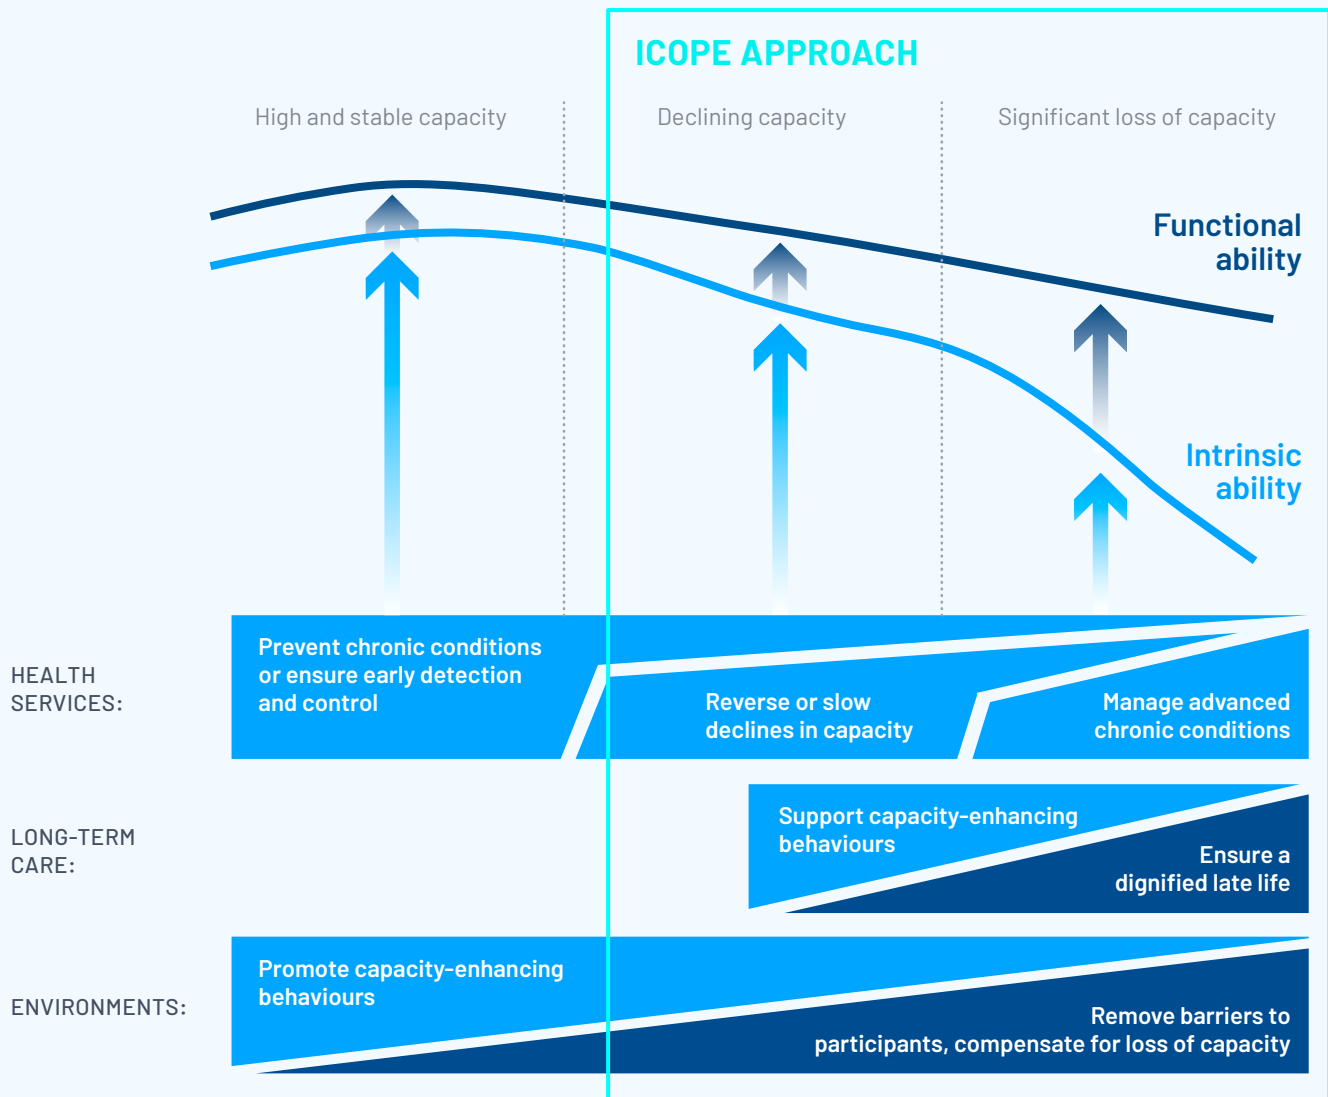 ICOPE APPROACH
High and stable capacity
Declining capacity
Significant loss of capacity
Functional
ability
Intrinsic
ability
HEALTH
SERVICES:
Prevent chronic conditions
or ensure early detection
and control
Reverse or slow
declines in capacity
Manage advanced
chronic conditions
LONG-TERM
CARE:
Support capacity-enhancing
behaviours
Ensure a
dignified late life
ENVIRONMENTS:
Promote capacity-enhancing
behaviours
Remove barriers to
participants, compensate for loss of capacity